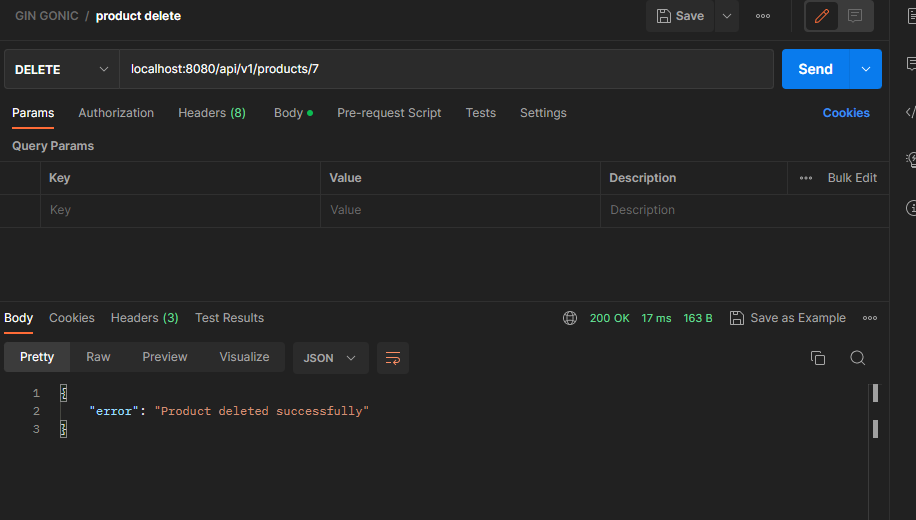 GIN GONIC / product delete Save
DELETE localhost:8080/api/v1/products/7 Send
Params Authorization Headers (8) Body Pre-request Script Tests Settings Cookies
Query Params
Key Value Description Bulk Edit
Key Value Description
Body Cookies Headers (3) Test Results 200 OK 17 ms 163 B Save as Example
Pretty Raw Preview Visualize JSON
1 {
2 "error": "Product deleted successfully"
3 }